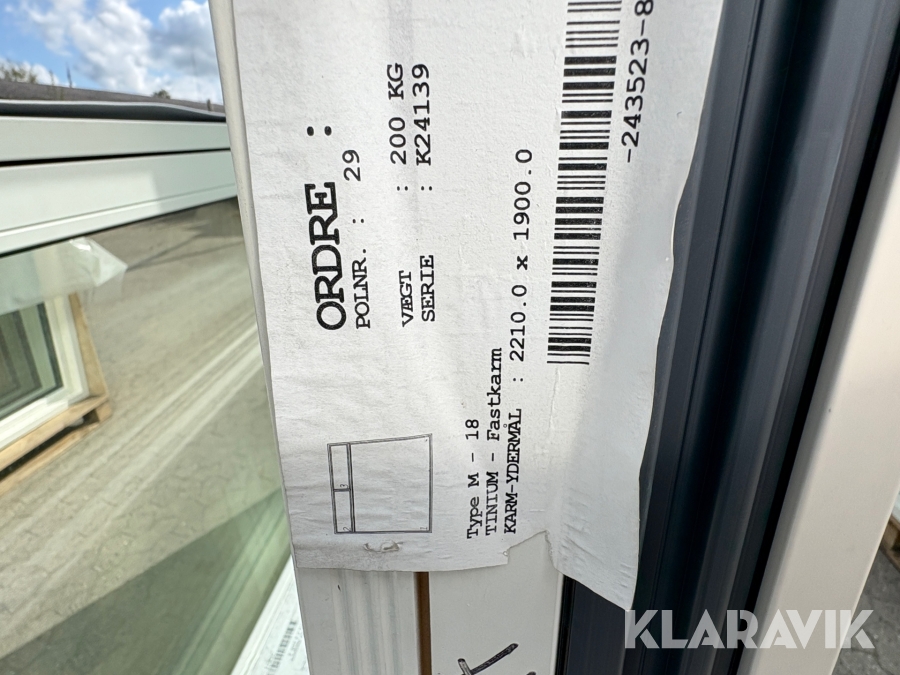 ORDRE :
POLNR. : 29
VÆGT : 200 KG
SERIE : K24139
Type M - 18
TINIUM - Fastkarm
KARM-YDERMÅL : 2210.0 x 1900.0
-243523-8
KLARAVIK